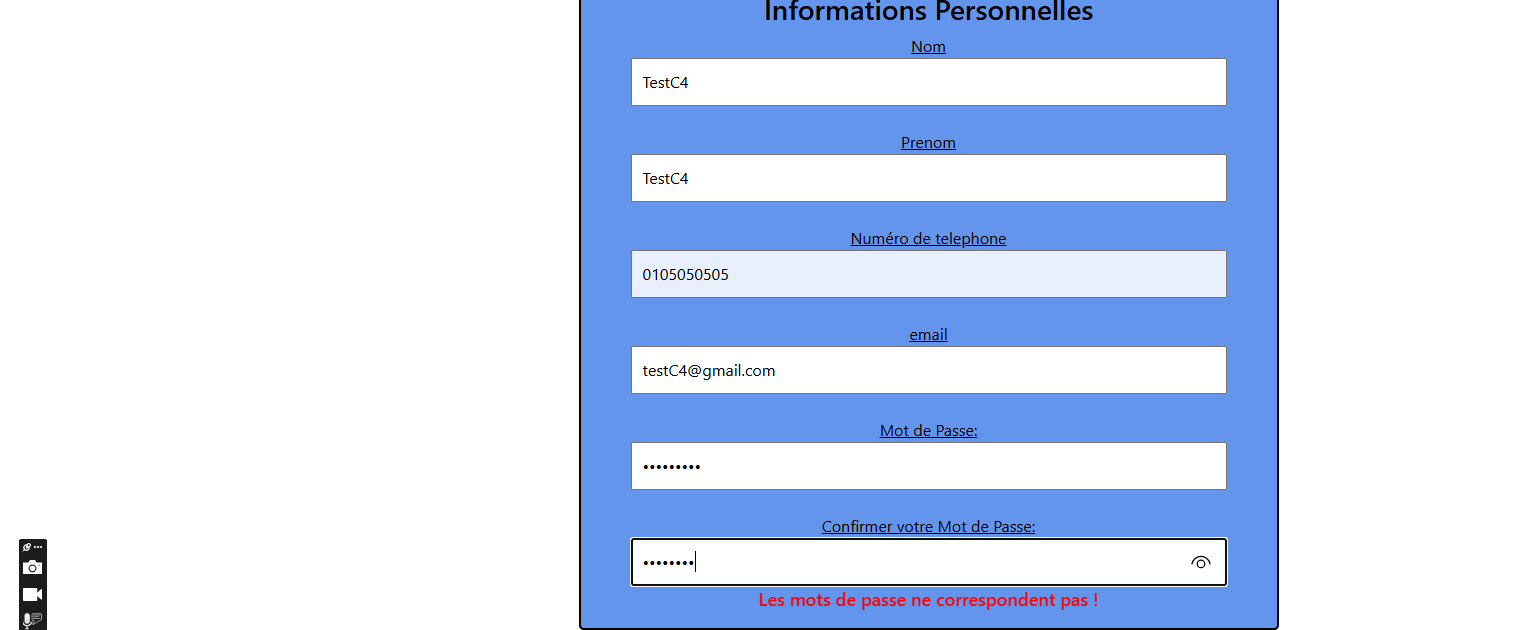 Informations Personnelles
Nom
TestC4
Prenom
TestC4
Numéro de telephone
0105050505
email
testC4@gmail.com
Mot de Passe:
•••••••••
Confirmer votre Mot de Passe:
••••••••
Les mots de passe ne correspondent pas !